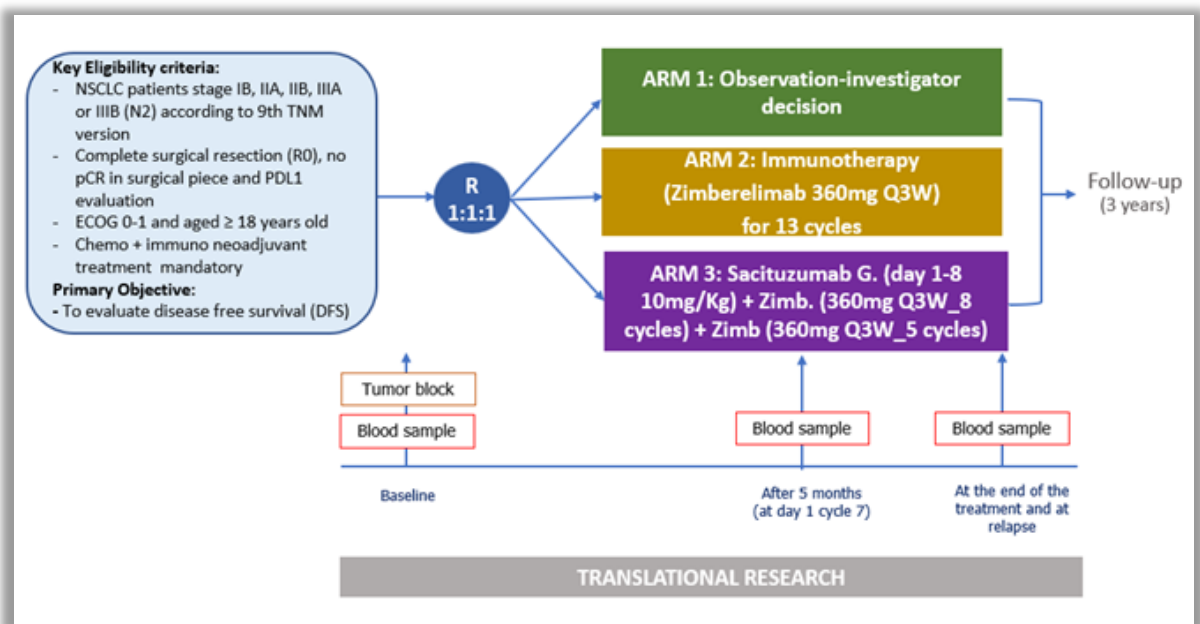 Key Eligibility criteria:
- NSCLC patients stage IB, IIA, IIB, IIIA
or IIIB (N2) according to 9th TNM
version
- Complete surgical resection (R0), no
pCR in surgical piece and PDL1
evaluation
- ECOG 0-1 and aged ≥ 18 years old
- Chemo + immuno neoadjuvant
treatment mandatory
Primary Objective:
- To evaluate disease free survival (DFS)
R
1:1:1
ARM 1: Observation-investigator
decision
ARM 2: Immunotherapy
(Zimberelimab 360mg Q3W)
for 13 cycles
ARM 3: Sacituzumab G. (day 1-8
10mg/Kg) + Zimb. (360mg Q3W_8
cycles) + Zimb (360mg Q3W_5 cycles)
Follow-up
(3 years)
Tumor block
Blood sample
Blood sample
Blood sample
Baseline
After 5 months
(at day 1 cycle 7)
At the end of the
treatment and at
relapse
TRANSLATIONAL RESEARCH